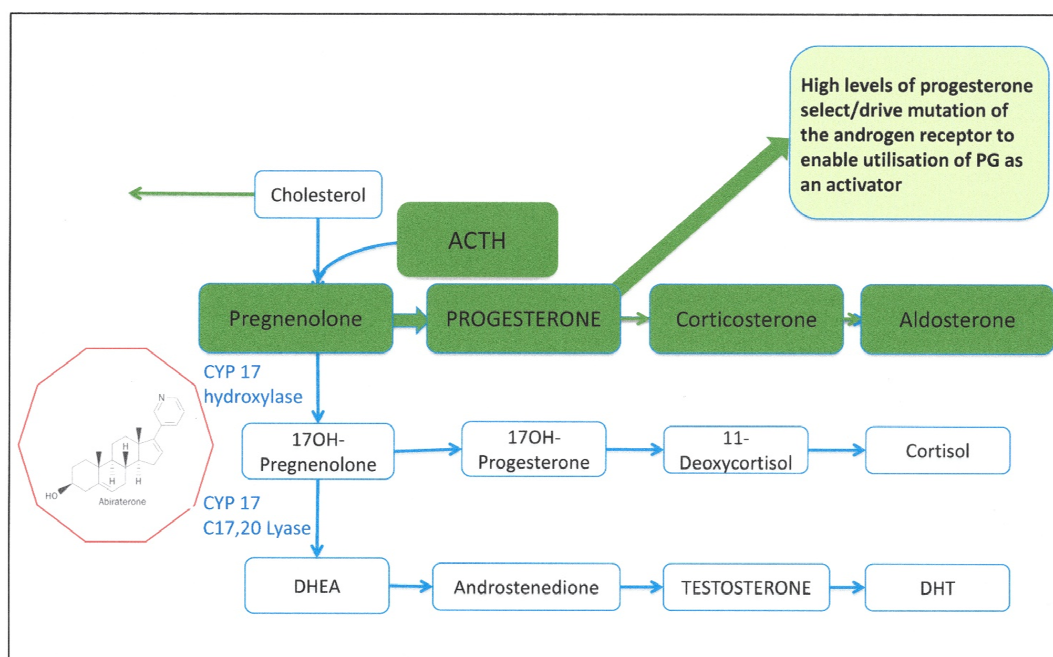 High levels of progesterone
select/drive mutation of
the androgen receptor to
enable utilisation of PG as
an activator
Cholesterol
ACTH
Pregnenolone
PROGESTERONE
Corticosterone
Aldosterone
CYP 17
hydroxylase
N
H
H
H
HO
Abiraterone
17OH-
Pregnenolone
17OH-
Progesterone
11-
Deoxycortisol
Cortisol
CYP 17
C17,20 Lyase
DHEA
Androstenedione
TESTOSTERONE
DHT